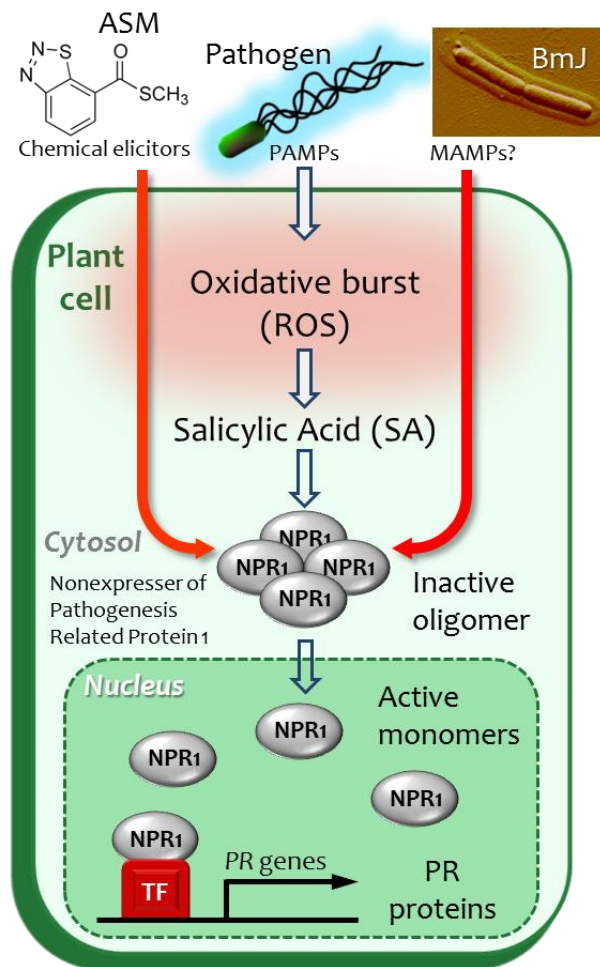 ASM
Pathogen
BmJ
N
N
S
O
SCH3
Chemical elicitors
PAMPs
MAMPs?
Plant
cell
Oxidative burst
(ROS)
Salicylic Acid (SA)
Cytosol
NPR1
NPR1
NPR1
NPR1
Nonexpresser of
Pathogenesis
Related Protein 1
Inactive
oligomer
Nucleus
Active
monomers
NPR1
NPR1
NPR1
NPR1
TF
PR genes
PR
proteins